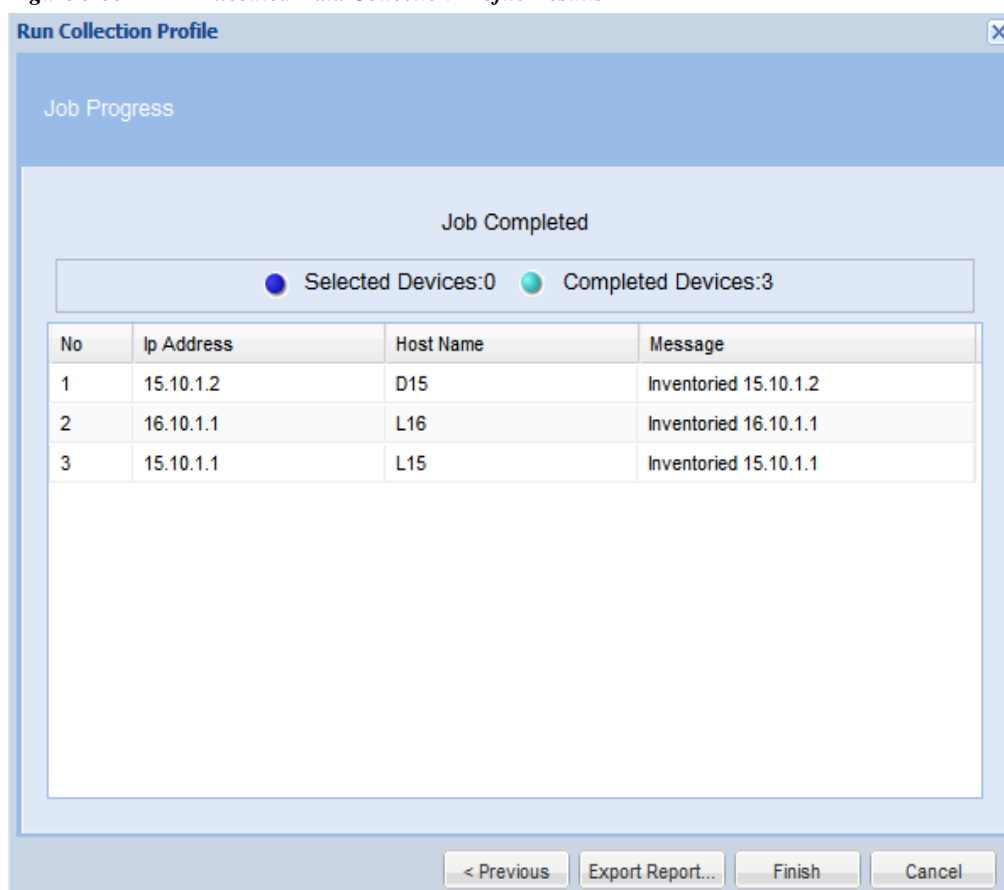 Run Collection Profile
Job Progress
Job Completed
Selected Devices:0 Completed Devices:3
No Ip Address Host Name Message
1 15.10.1.2 D15 Inventoried 15.10.1.2
2 16.10.1.1 L16 Inventoried 16.10.1.1
3 15.10.1.1 L15 Inventoried 15.10.1.1
< Previous Export Report... Finish Cancel